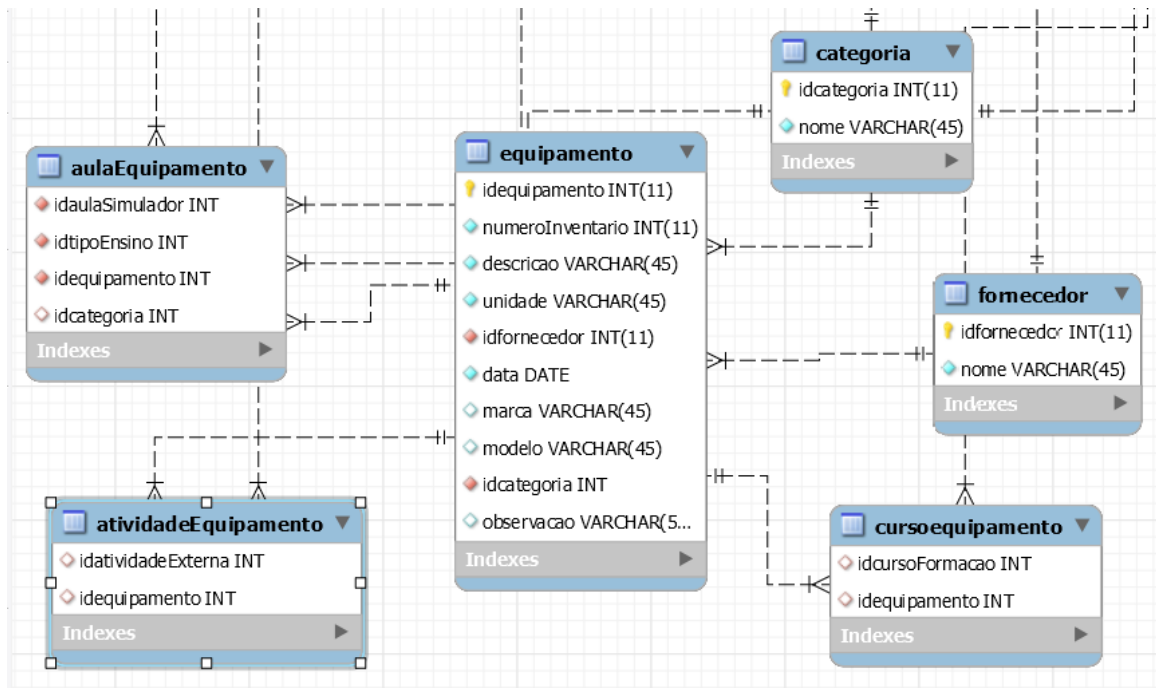 categoria
idcategoria INT(11)
nome VARCHAR(45)
Indexes
aulaEquipamento
idaulaSimulador INT
idtipoEnsino INT
idequipamento INT
idcategoria INT
Indexes
equipamento
idequipamento INT(11)
numeroInventario INT(11)
descricao VARCHAR(45)
unidade VARCHAR(45)
idfornecedor INT(11)
data DATE
marca VARCHAR(45)
modelo VARCHAR(45)
idcategoria INT
observacao VARCHAR(5...
Indexes
fornecedor
idfornecedor INT(11)
nome VARCHAR(45)
Indexes
atividadeEquipamento
idatividadeExterna INT
idequipamento INT
Indexes
cursoequipamento
idcursoFormacao INT
idequipamento INT
Indexes